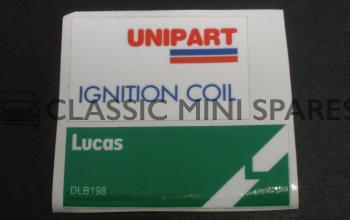 UNIPART
IGNITION COIL
CLASSIC MINI SPARES
Lucas
DLB198